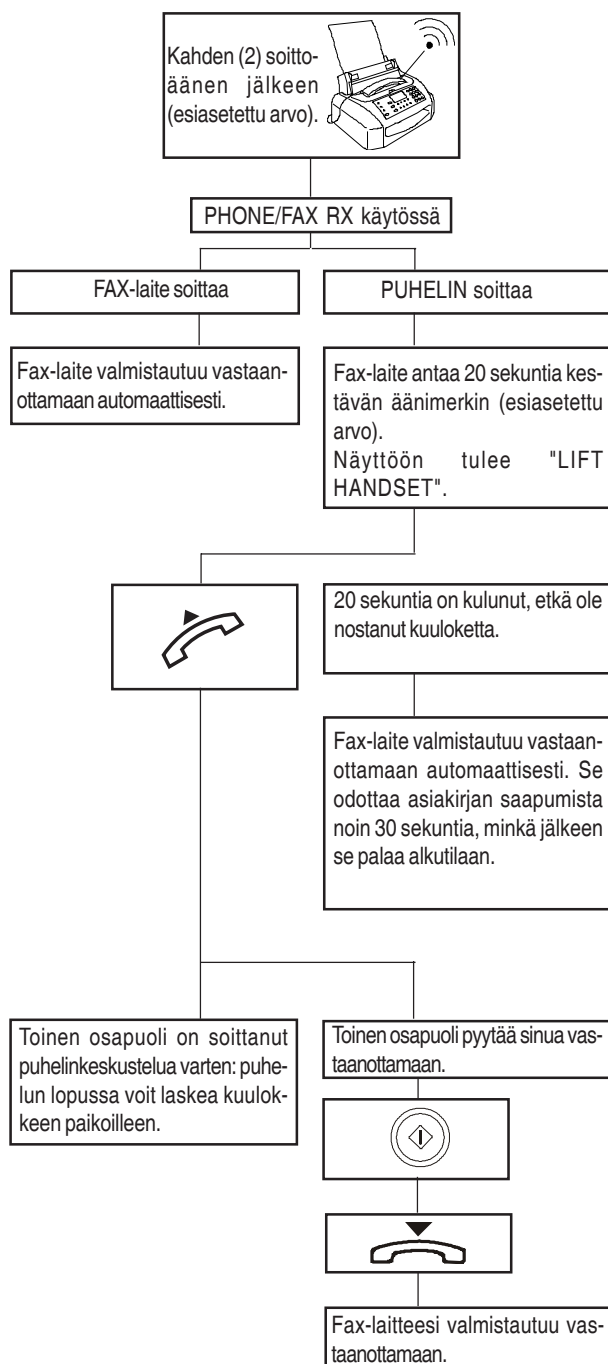 Kahden (2) soitto-
äänen jälkeen
(esiasetettu arvo).
PHONE/FAX RX käytössä
FAX-laite soittaa
PUHELIN soittaa
Fax-laite valmistautuu vastaan-
ottamaan automaattisesti.
Fax-laite antaa 20 sekuntia kes-
tävän äänimerkin (esiasetettu
arvo).
Näyttöön tulee "LIFT
HANDSET".
20 sekuntia on kulunut, etkä ole
nostanut kuuloketta.
Fax-laite valmistautuu vastaan-
ottamaan automaattisesti. Se
odottaa asiakirjan saapumista
noin 30 sekuntia, minkä jälkeen
se palaa alkutilaan.
Toinen osapuoli on soittanut
puhelinkeskustelua varten: puhe-
lun lopussa voit laskea kuulok-
keen paikoilleen.
Toinen osapuoli pyytää sinua vas-
taanottamaan.
Fax-laitteesi valmistautuu vas-
taanottamaan.